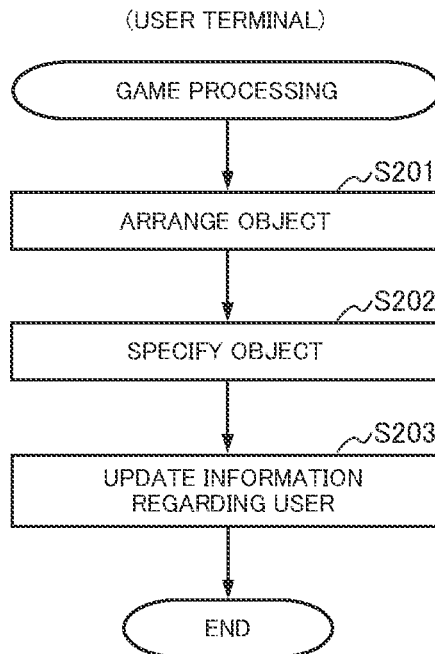 (USER TERMINAL)
GAME PROCESSING
S201
ARRANGE OBJECT
S202
SPECIFY OBJECT
S203
UPDATE INFORMATION
REGARDING USER
END